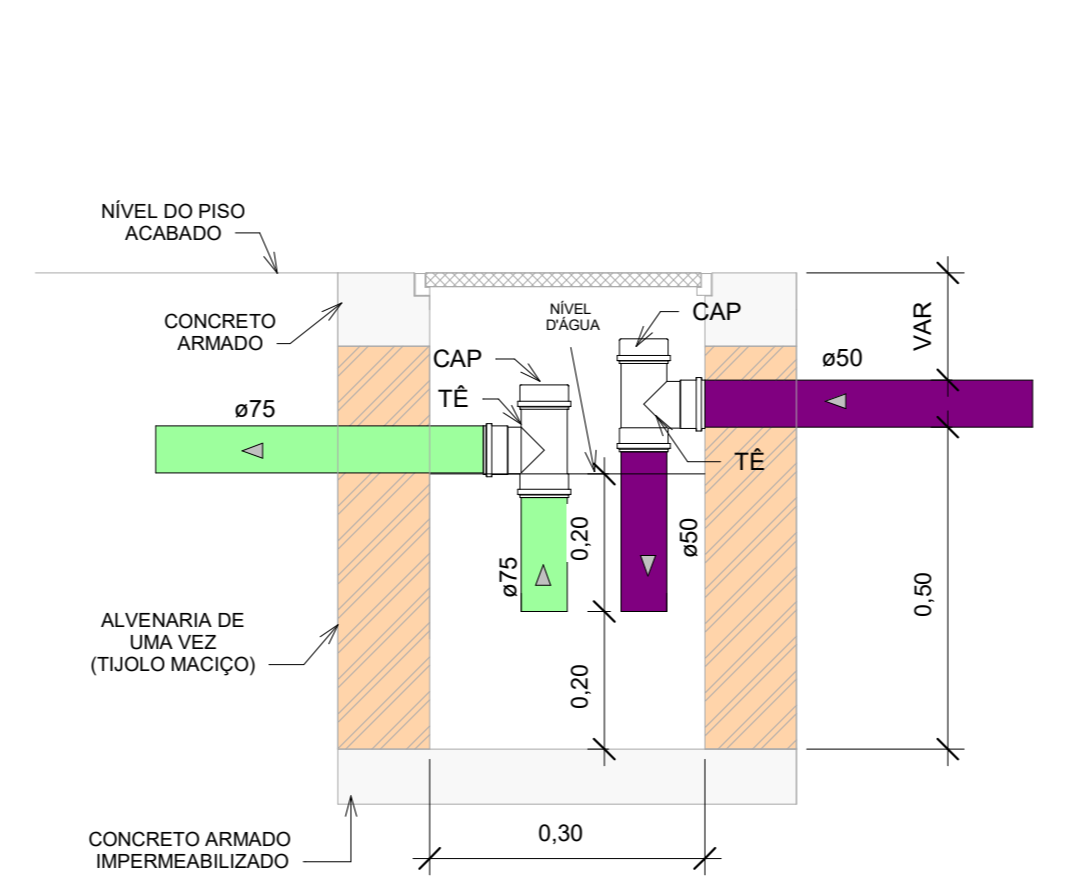 NÍVEL DO PISO
ACABADO
CONCRETO
ARMADO
NÍVEL
D'ÁGUA
CAP
CAP
VAR
ø50
TÊ
ø75
TÊ
0,20
ø50
ø75
0,50
ALVENARIA DE
UMA VEZ
(TIJOLO MACIÇO)
0,20
CONCRETO ARMADO
IMPERMEABILIZADO
0,30